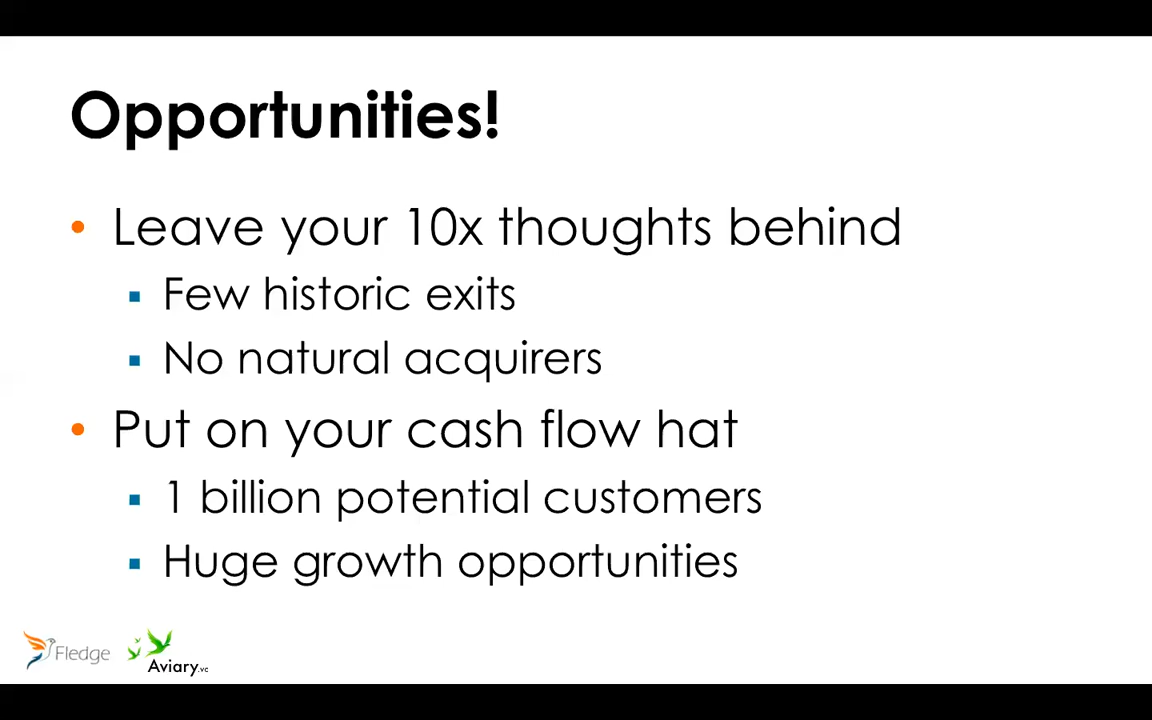 Opportunities!
• Leave your 10x thoughts behind
▪ Few historic exits
▪ No natural acquirers
• Put on your cash flow hat
▪ 1 billion potential customers
▪ Huge growth opportunities
Fledge
Aviary.vc